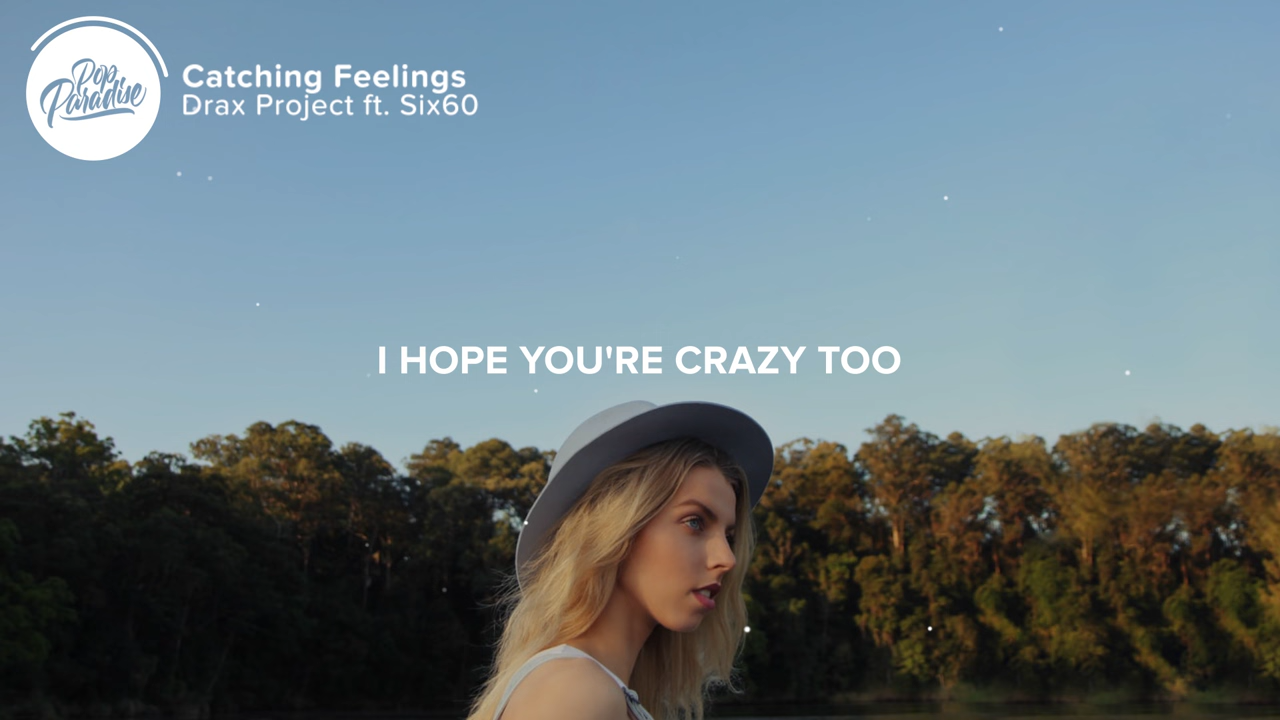 Pop
Paradise
Catching Feelings
Drax Project ft. Six60
I HOPE YOU'RE CRAZY TOO